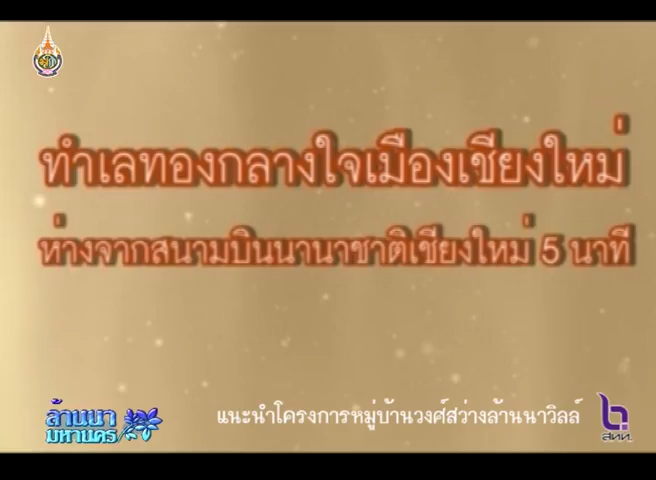 ทำเลทองกลางใจเมืองเชียงใหม่
ห่างจากสนามบินนานาชาติเชียงใหม่ 5 นาที
ล้านนา
มหานคร
แนะนำโครงการหมู่บ้านวงศ์สว่างล้านนาวิลล์
สทท.